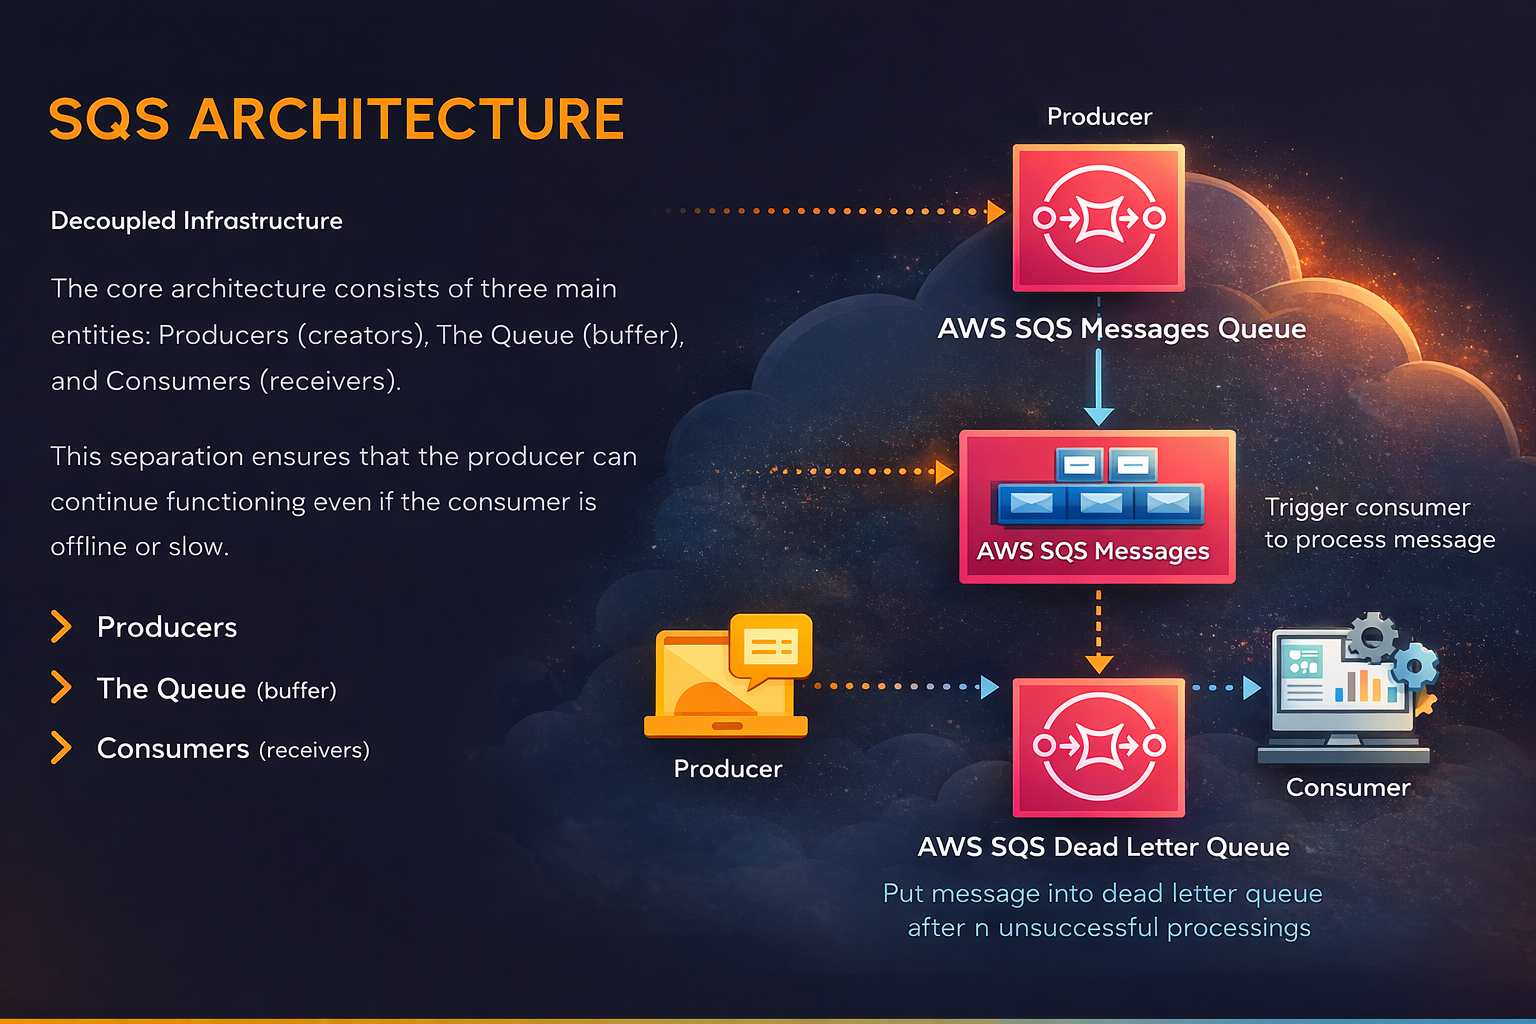 SQS ARCHITECTURE
Decoupled Infrastructure
The core architecture consists of three main
entities: Producers (creators), The Queue (buffer),
and Consumers (receivers).
This separation ensures that the producer can
continue functioning even if the consumer is
offline or slow.
Producers
The Queue (buffer)
Consumers (receivers)
Producer
AWS SQS Messages Queue
AWS SQS Messages
Trigger consumer
to process message
Producer
Consumer
AWS SQS Dead Letter Queue
Put message into dead letter queue
after n unsuccessful processings